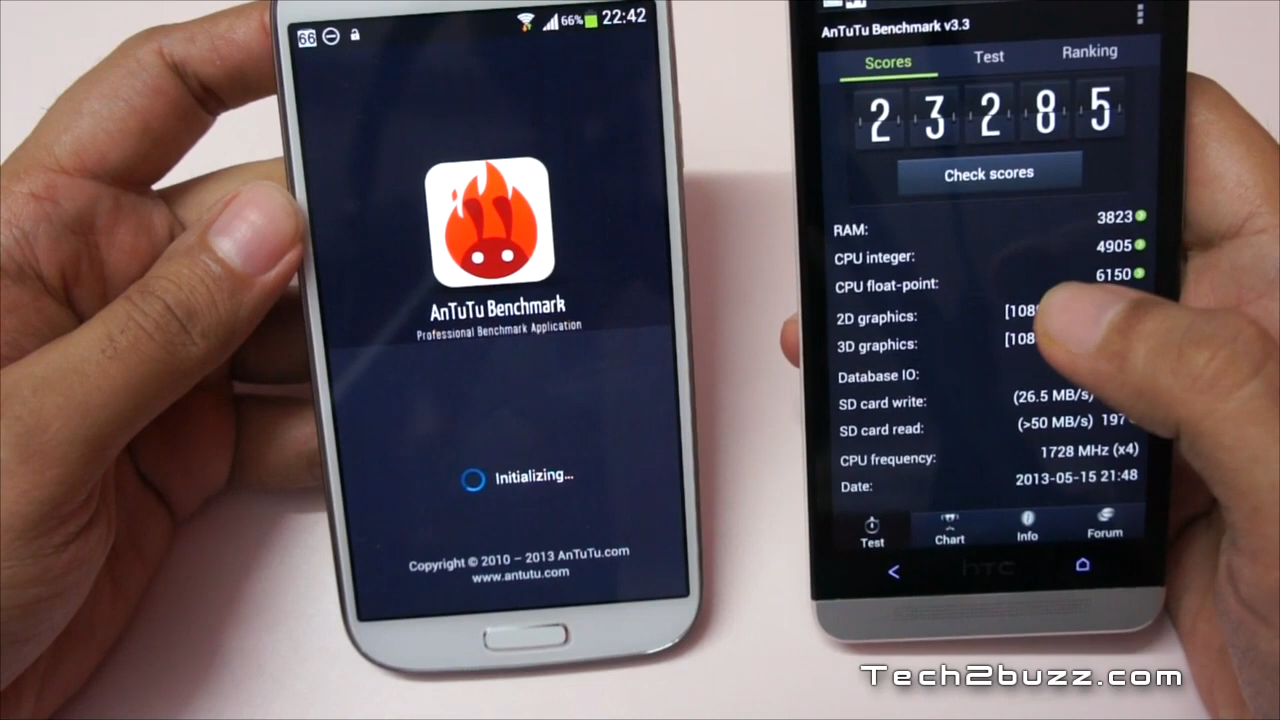 66 66% 22:42
AnTuTu Benchmark
Professional Benchmark Application
Initializing...
Copyright © 2010 – 2013 AnTuTu.com
www.antutu.com
AnTuTu Benchmark v3.3
Scores Test Ranking
23285
Check scores
RAM: 3823
CPU integer: 4905
CPU float-point: 6150
2D graphics: [108
3D graphics: [108
Database IO:
SD card write: (26.5 MB/s)
SD card read: (>50 MB/s) 197
CPU frequency: 1728 MHz (x4)
Date: 2013-05-15 21:48
Test Chart Info Forum
hTC
Tech2buzz.com